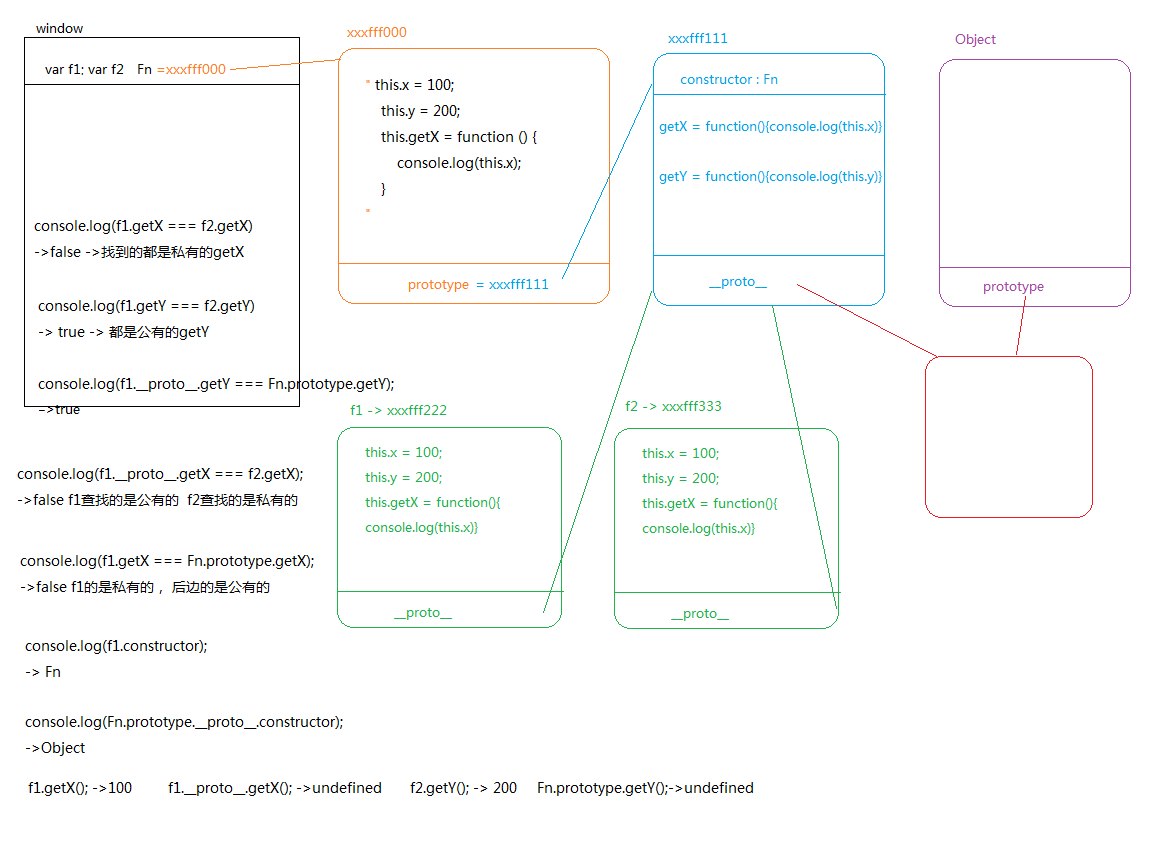 window
var f1; var f2 Fn =xxxfff000
console.log(f1.getX === f2.getX)
->false ->找到的都是私有的getX
console.log(f1.getY === f2.getY)
-> true -> 都是公有的getY
console.log(f1.__proto__.getY === Fn.prototype.getY);
->true
console.log(f1.__proto__.getX === f2.getX);
->false f1查找的是公有的 f2查找的是私有的
console.log(f1.getX === Fn.prototype.getX);
->false f1的是私有的 ，后边的是公有的
console.log(f1.constructor);
-> Fn
console.log(Fn.prototype.__proto__.constructor);
->Object
xxxfff000
" this.x = 100;
this.y = 200;
this.getX = function () {
console.log(this.x);
}
"
prototype = xxxfff111
xxxfff111
constructor : Fn
getX = function(){console.log(this.x)}
getY = function(){console.log(this.y)}
__proto__
Object
prototype
f1 -> xxxfff222
this.x = 100;
this.y = 200;
this.getX = function(){
console.log(this.x)}
__proto__
f2 -> xxxfff333
this.x = 100;
this.y = 200;
this.getX = function(){
console.log(this.x)}
__proto__
f1.getX(); ->100 f1.__proto__.getX(); ->undefined f2.getY(); -> 200 Fn.prototype.getY();->undefined